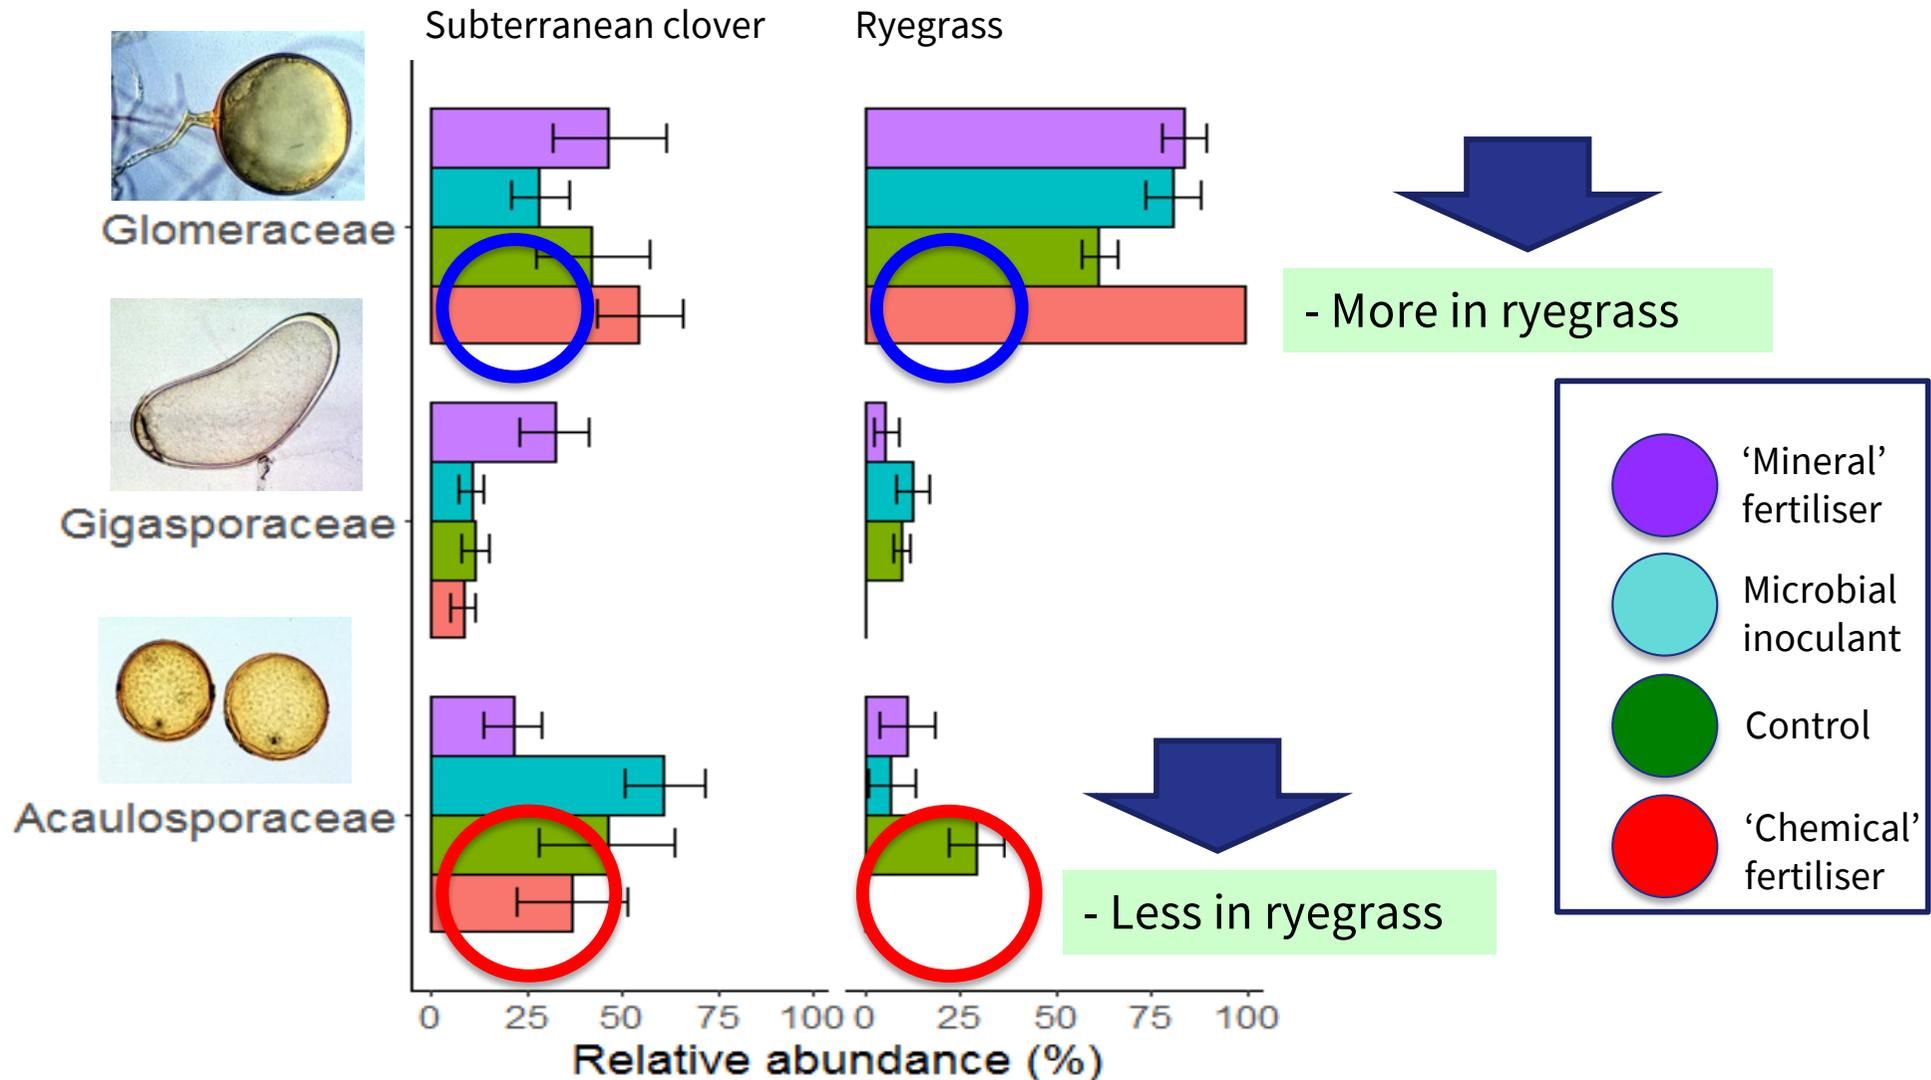 Subterranean clover
Ryegrass
Glomeraceae
- More in ryegrass
Gigasporaceae
‘Mineral’
fertiliser
Microbial
inoculant
Control
‘Chemical’
fertiliser
Acaulosporaceae
- Less in ryegrass
0 25 50 75 100 0 25 50 75 100
Relative abundance (%)